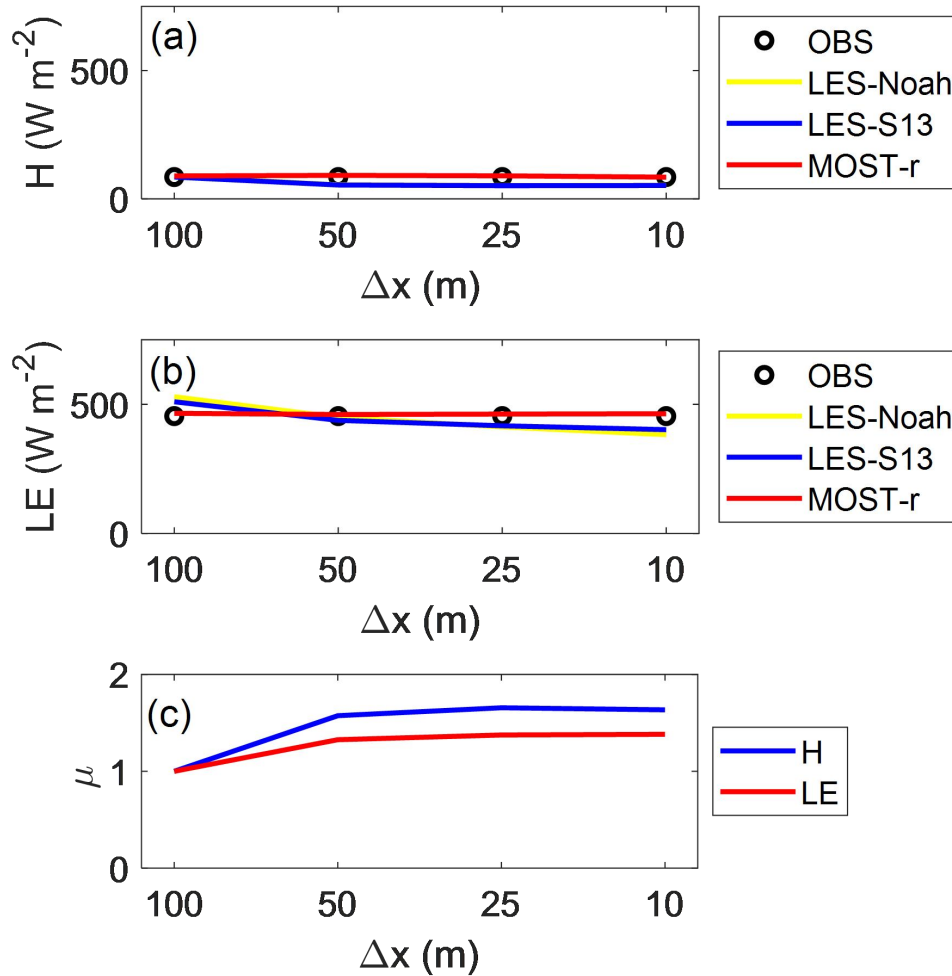 (a)
H (W m⁻²)
500
0
100 50 25 10
Δx (m)
OBS
LES-Noah
LES-S13
MOST-r
(b)
LE (W m⁻²)
500
0
100 50 25 10
Δx (m)
OBS
LES-Noah
LES-S13
MOST-r
(c)
μ
2
1
0
100 50 25 10
Δx (m)
H
LE